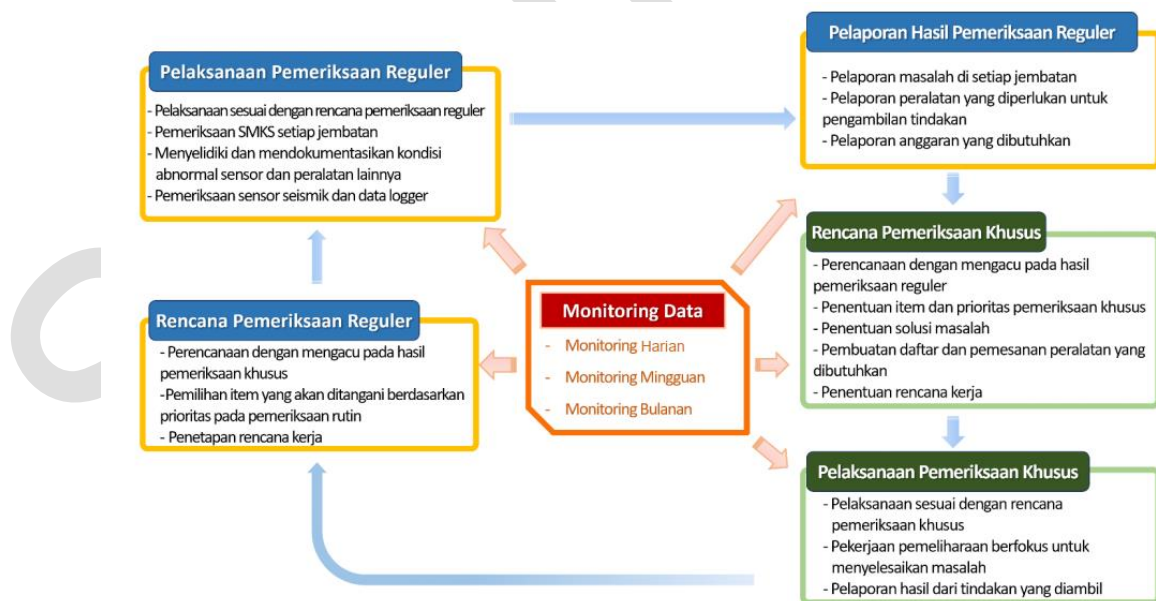 Pelaksanaan Pemeriksaan Reguler
- Pelaksanaan sesuai dengan rencana pemeriksaan reguler
- Pemeriksaan SMKS setiap jembatan
- Menyelidiki dan mendokumentasikan kondisi
abnormal sensor dan peralatan lainnya
- Pemeriksaan sensor seismik dan data logger
Pelaporan Hasil Pemeriksaan Reguler
- Pelaporan masalah di setiap jembatan
- Pelaporan peralatan yang diperlukan untuk
pengambilan tindakan
- Pelaporan anggaran yang dibutuhkan
Rencana Pemeriksaan Reguler
- Perencanaan dengan mengacu pada hasil
pemeriksaan khusus
-Pemilihan item yang akan ditangani berdasarkan
prioritas pada pemeriksaan rutin
- Penetapan rencana kerja
Monitoring Data
- Monitoring Harian
- Monitoring Mingguan
- Monitoring Bulanan
Rencana Pemeriksaan Khusus
- Perencanaan dengan mengacu pada hasil
pemeriksaan reguler
- Penentuan item dan prioritas pemeriksaan khusus
- Penentuan solusi masalah
- Pembuatan daftar dan pemesanan peralatan yang
dibutuhkan
- Penentuan rencana kerja
Pelaksanaan Pemeriksaan Khusus
- Pelaksanaan sesuai dengan rencana
pemeriksaan khusus
- Pekerjaan pemeliharaan berfokus untuk
menyelesaikan masalah
- Pelaporan hasil dari tindakan yang diambil